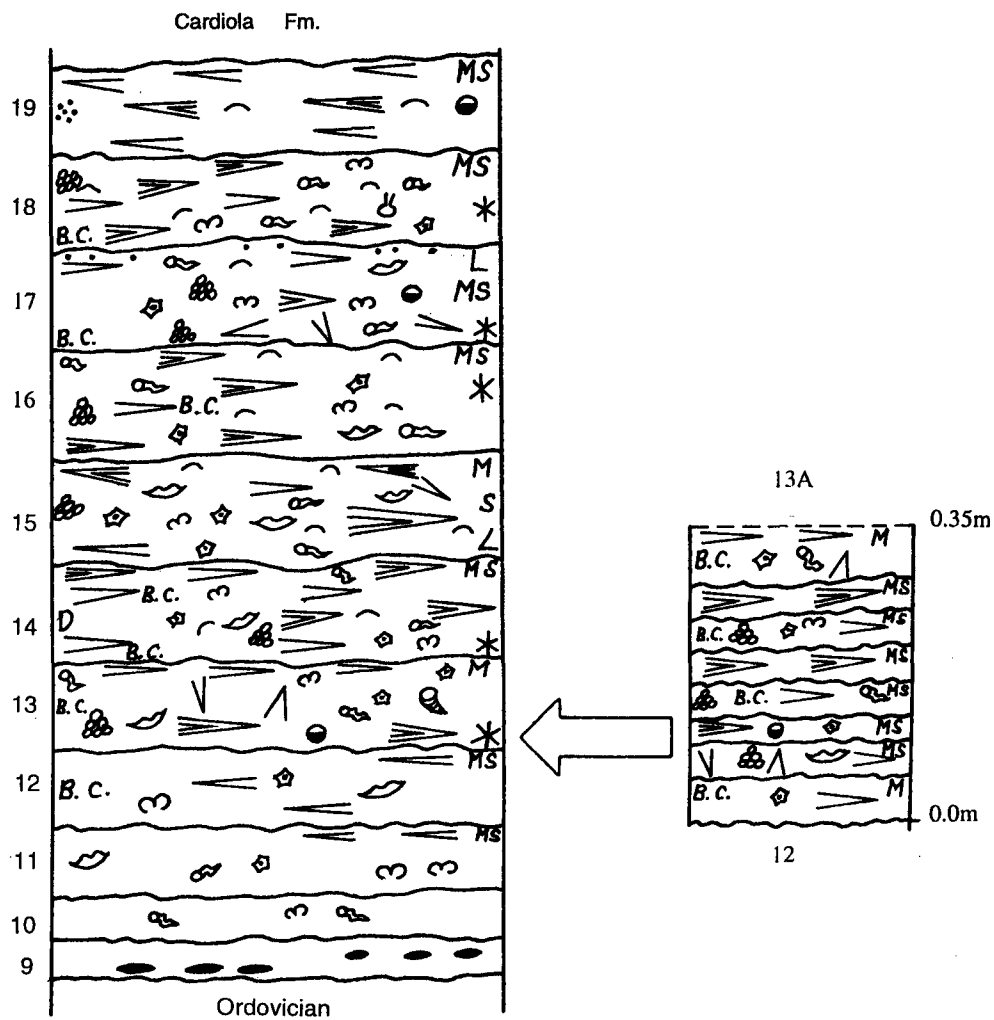 Cardiola Fm.
MS
19
MS
18
B.C.
L
17
MS
B.C.
MS
16
B.C.
M
S
15
L
MS
B.C.
14
D
B.C.
M
13
B.C.
MS
12
B.C.
MS
11
10
9
Ordovician
13A
0.35m
M
B.C.
MS
MS
B.C.
MS
B.C.
MS
MS
MS
B.C.
M
0.0m
12